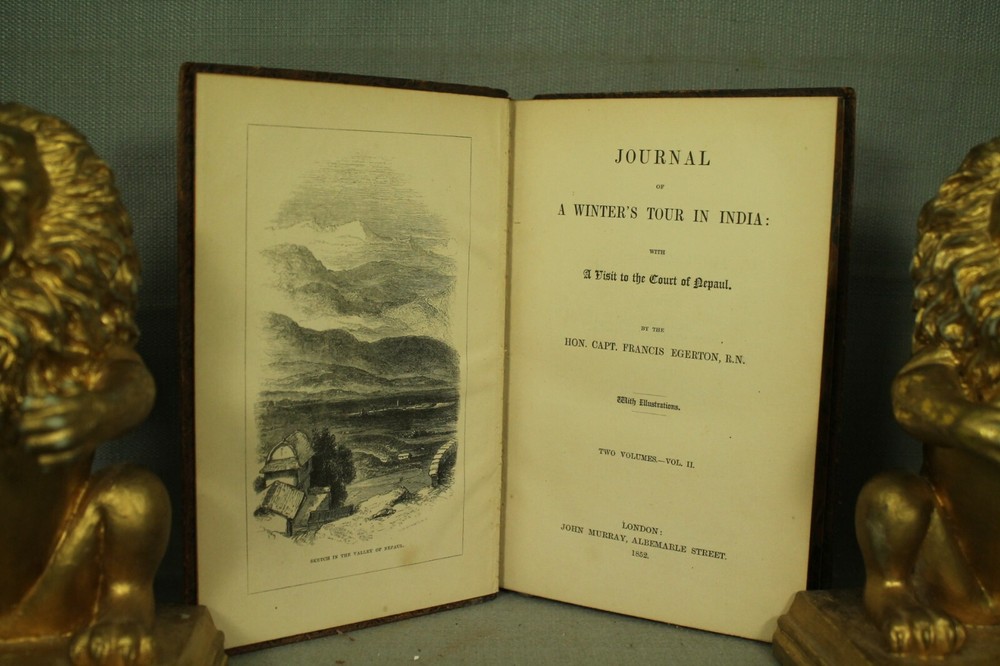 SKETCH IN THE VALLEY OF NEPAUL.
JOURNAL
OF
A WINTER'S TOUR IN INDIA:
WITH
A Visit to the Court of Nepaul.
BY THE
HON. CAPT. FRANCIS EGERTON, R.N.
With Illustrations.
TWO VOLUMES.—VOL. II.
LONDON:
JOHN MURRAY, ALBEMARLE STREET.
1852.